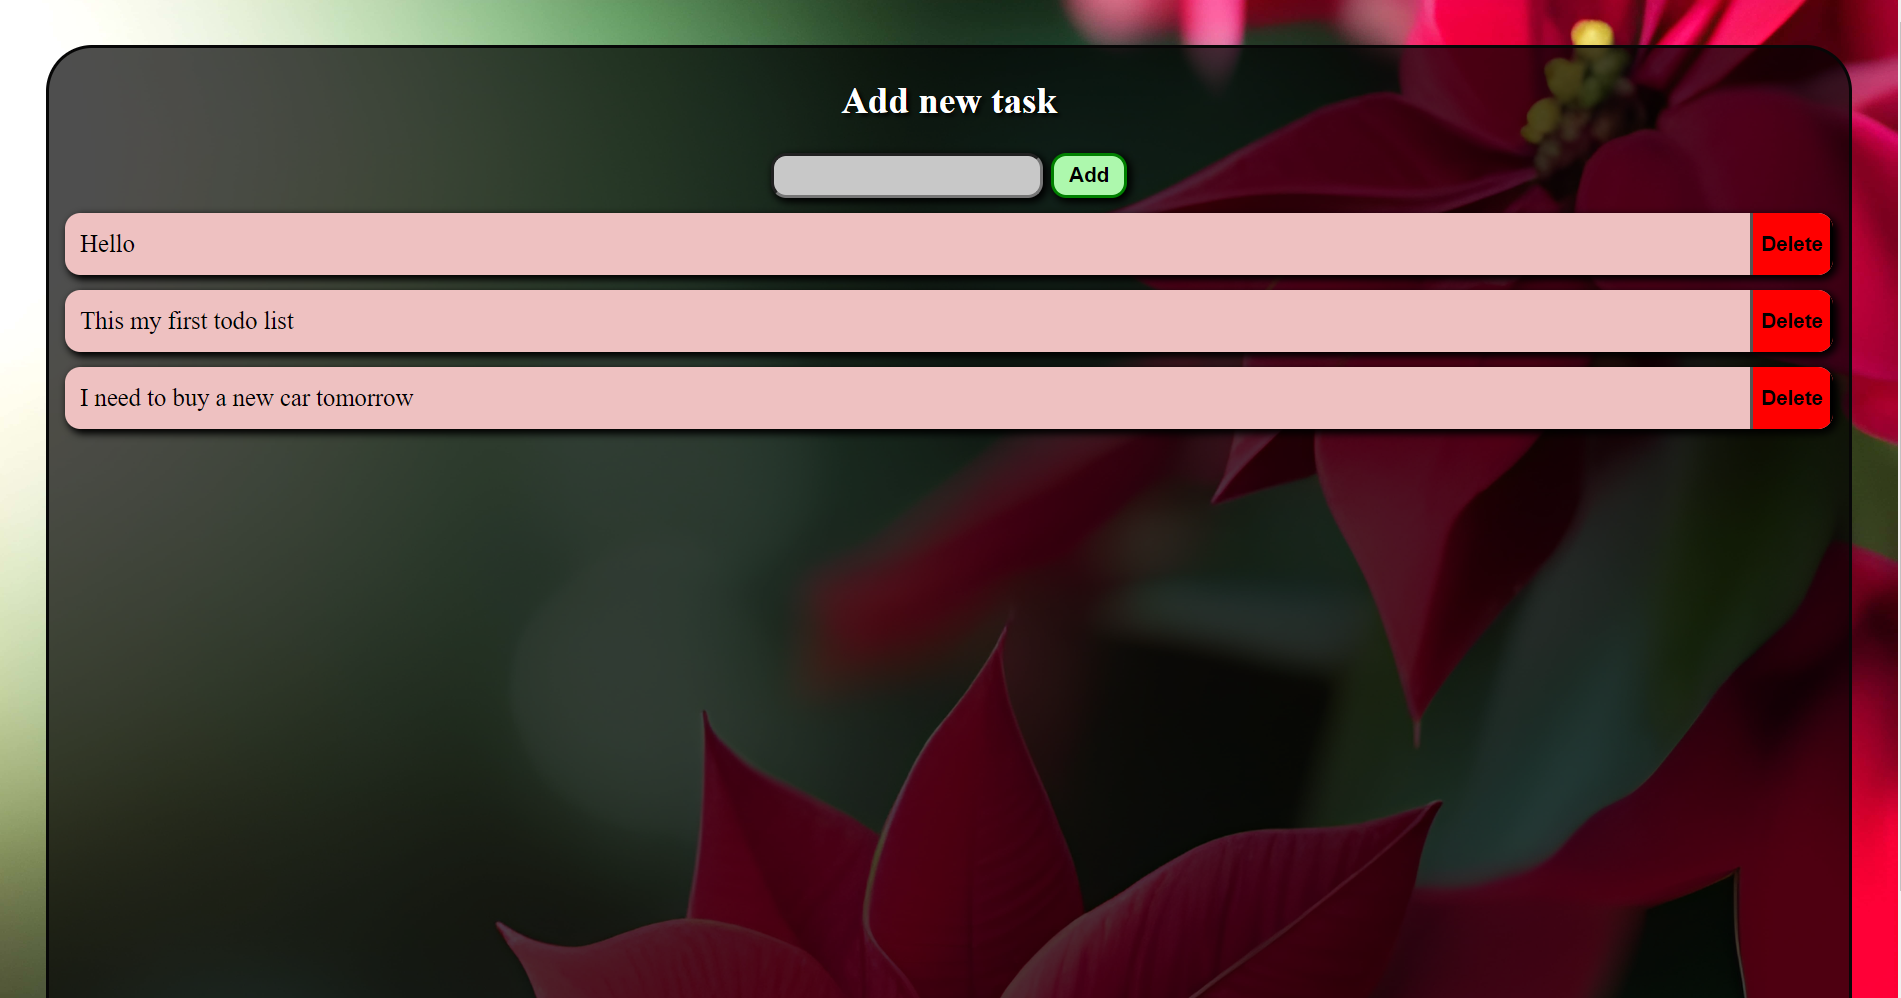 Add new task
Add
Hello
Delete
This my first todo list
Delete
I need to buy a new car tomorrow
Delete